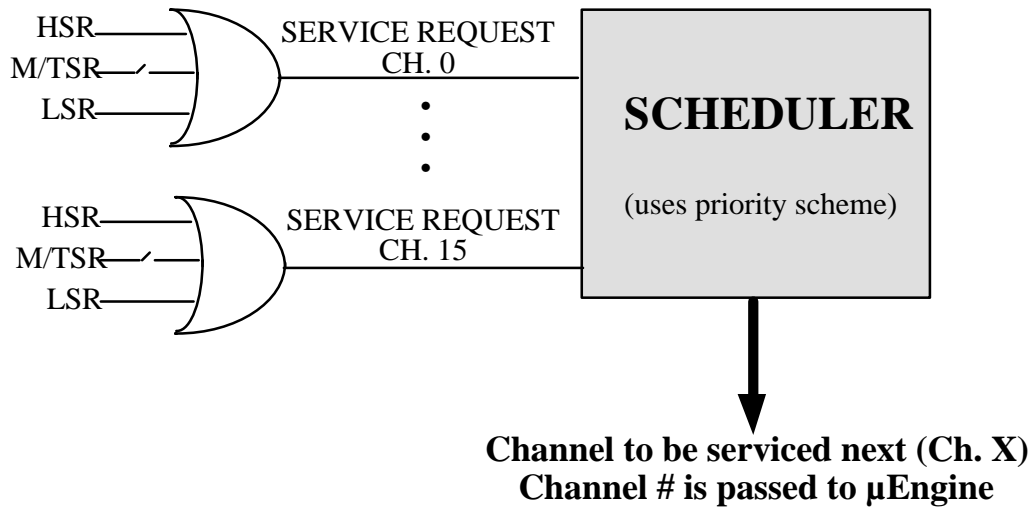 HSR
M/TSR
LSR
SERVICE REQUEST
CH. 0
HSR
M/TSR
LSR
SERVICE REQUEST
CH. 15
SCHEDULER
(uses priority scheme)
Channel to be serviced next (Ch. X)
Channel # is passed to µEngine